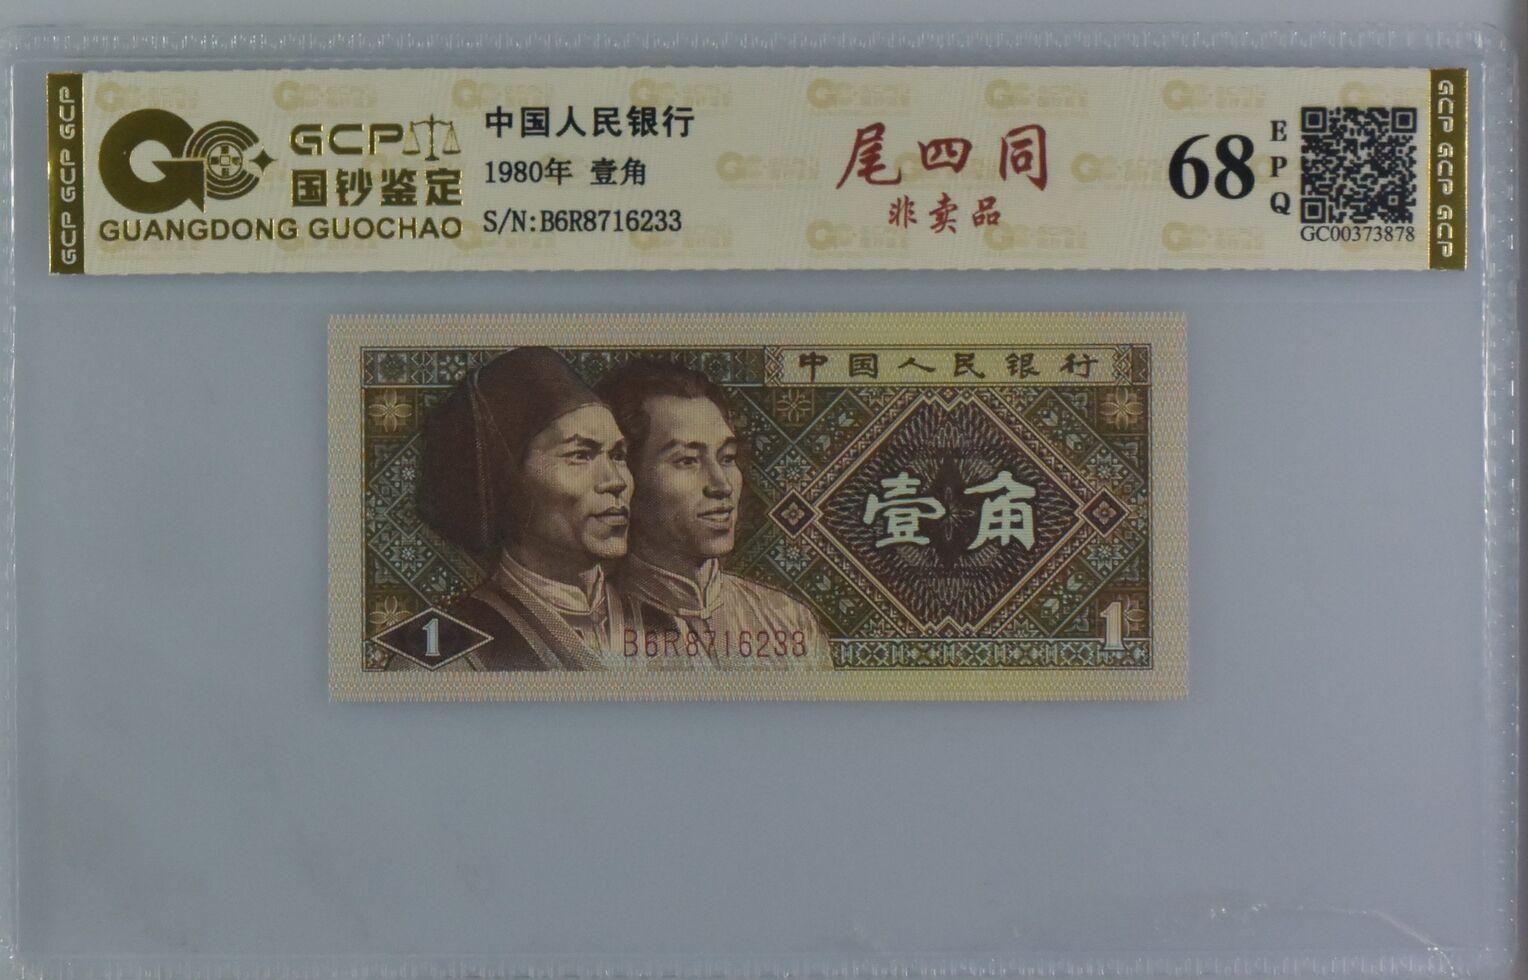 GCP GCP GCP
GCP
国钞鉴定
GUANGDONG GUOCHAO
中国人民银行
1980年 壹角
S/N:B6R8716233
尾四同
非卖品
68
EPQ
GC00373878
GCP GCP GCP
中国人民银行
壹角
1
B6R8716233
1